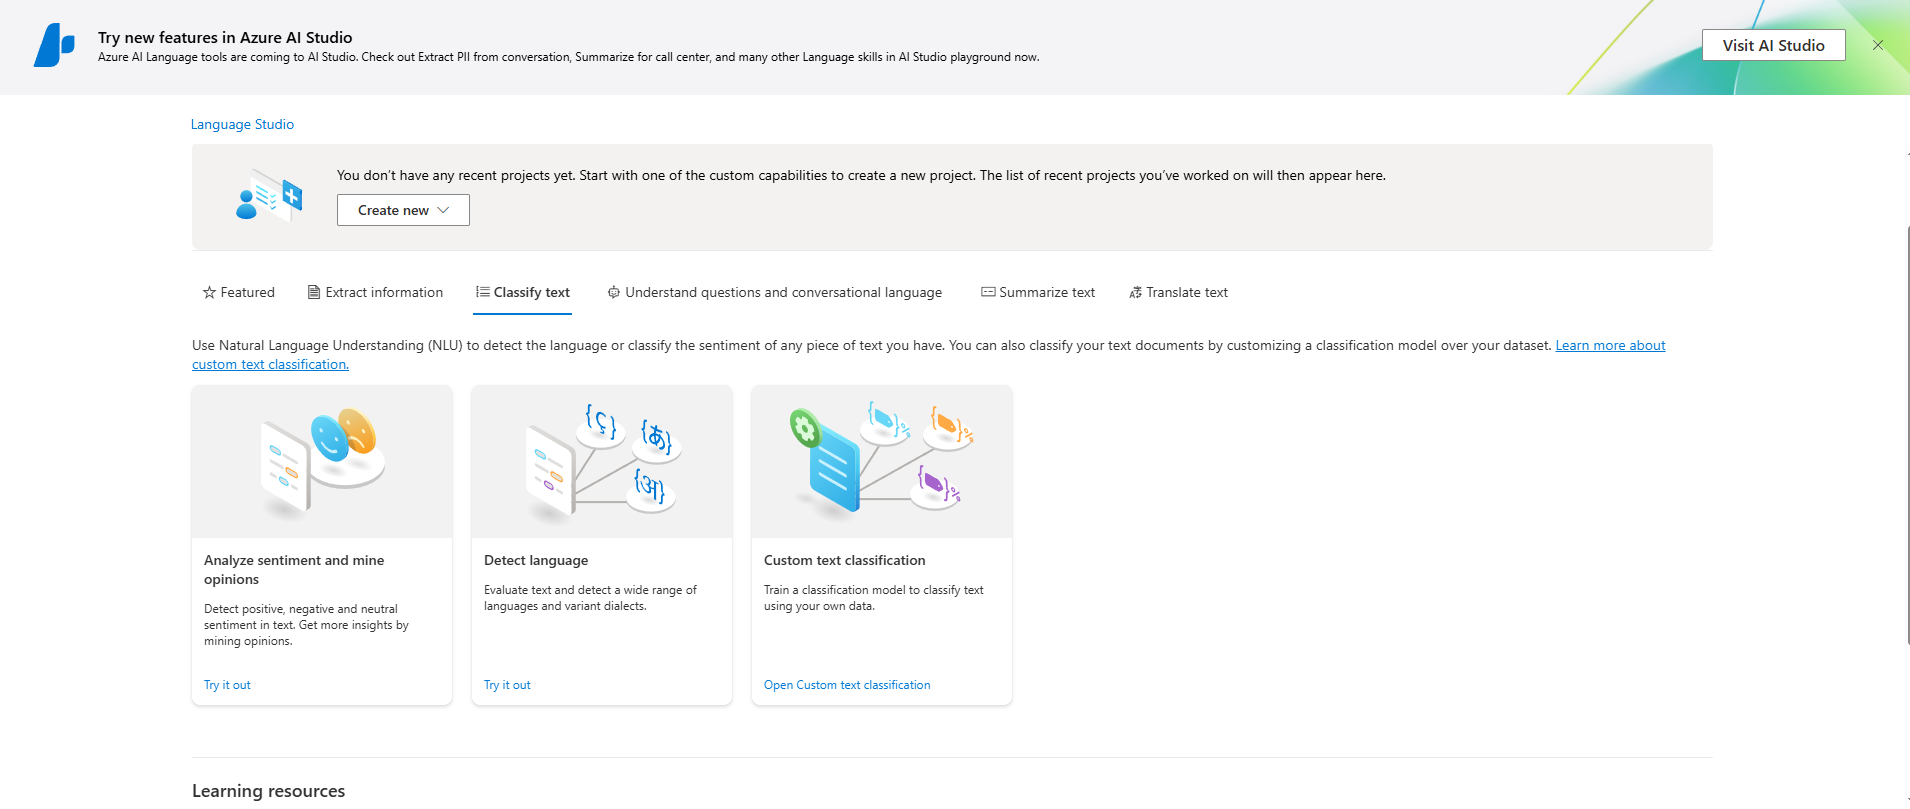 Try new features in Azure AI Studio
Azure AI Language tools are coming to AI Studio. Check out Extract PII from conversation, Summarize for call center, and many other Language skills in AI Studio playground now.
Visit AI Studio
Language Studio
You don't have any recent projects yet. Start with one of the custom capabilities to create a new project. The list of recent projects you've worked on will then appear here.
Create new
Featured
Extract information
Classify text
Understand questions and conversational language
Summarize text
Translate text
Use Natural Language Understanding (NLU) to detect the language or classify the sentiment of any piece of text you have. You can also classify your text documents by customizing a classification model over your dataset. Learn more about
custom text classification.
{ç}
{あ}
{अ}
%
%
%
Analyze sentiment and mine
opinions
Detect positive, negative and neutral
sentiment in text. Get more insights by
mining opinions.
Try it out
Detect language
Evaluate text and detect a wide range of
languages and variant dialects.
Try it out
Custom text classification
Train a classification model to classify text
using your own data.
Open Custom text classification
Learning resources